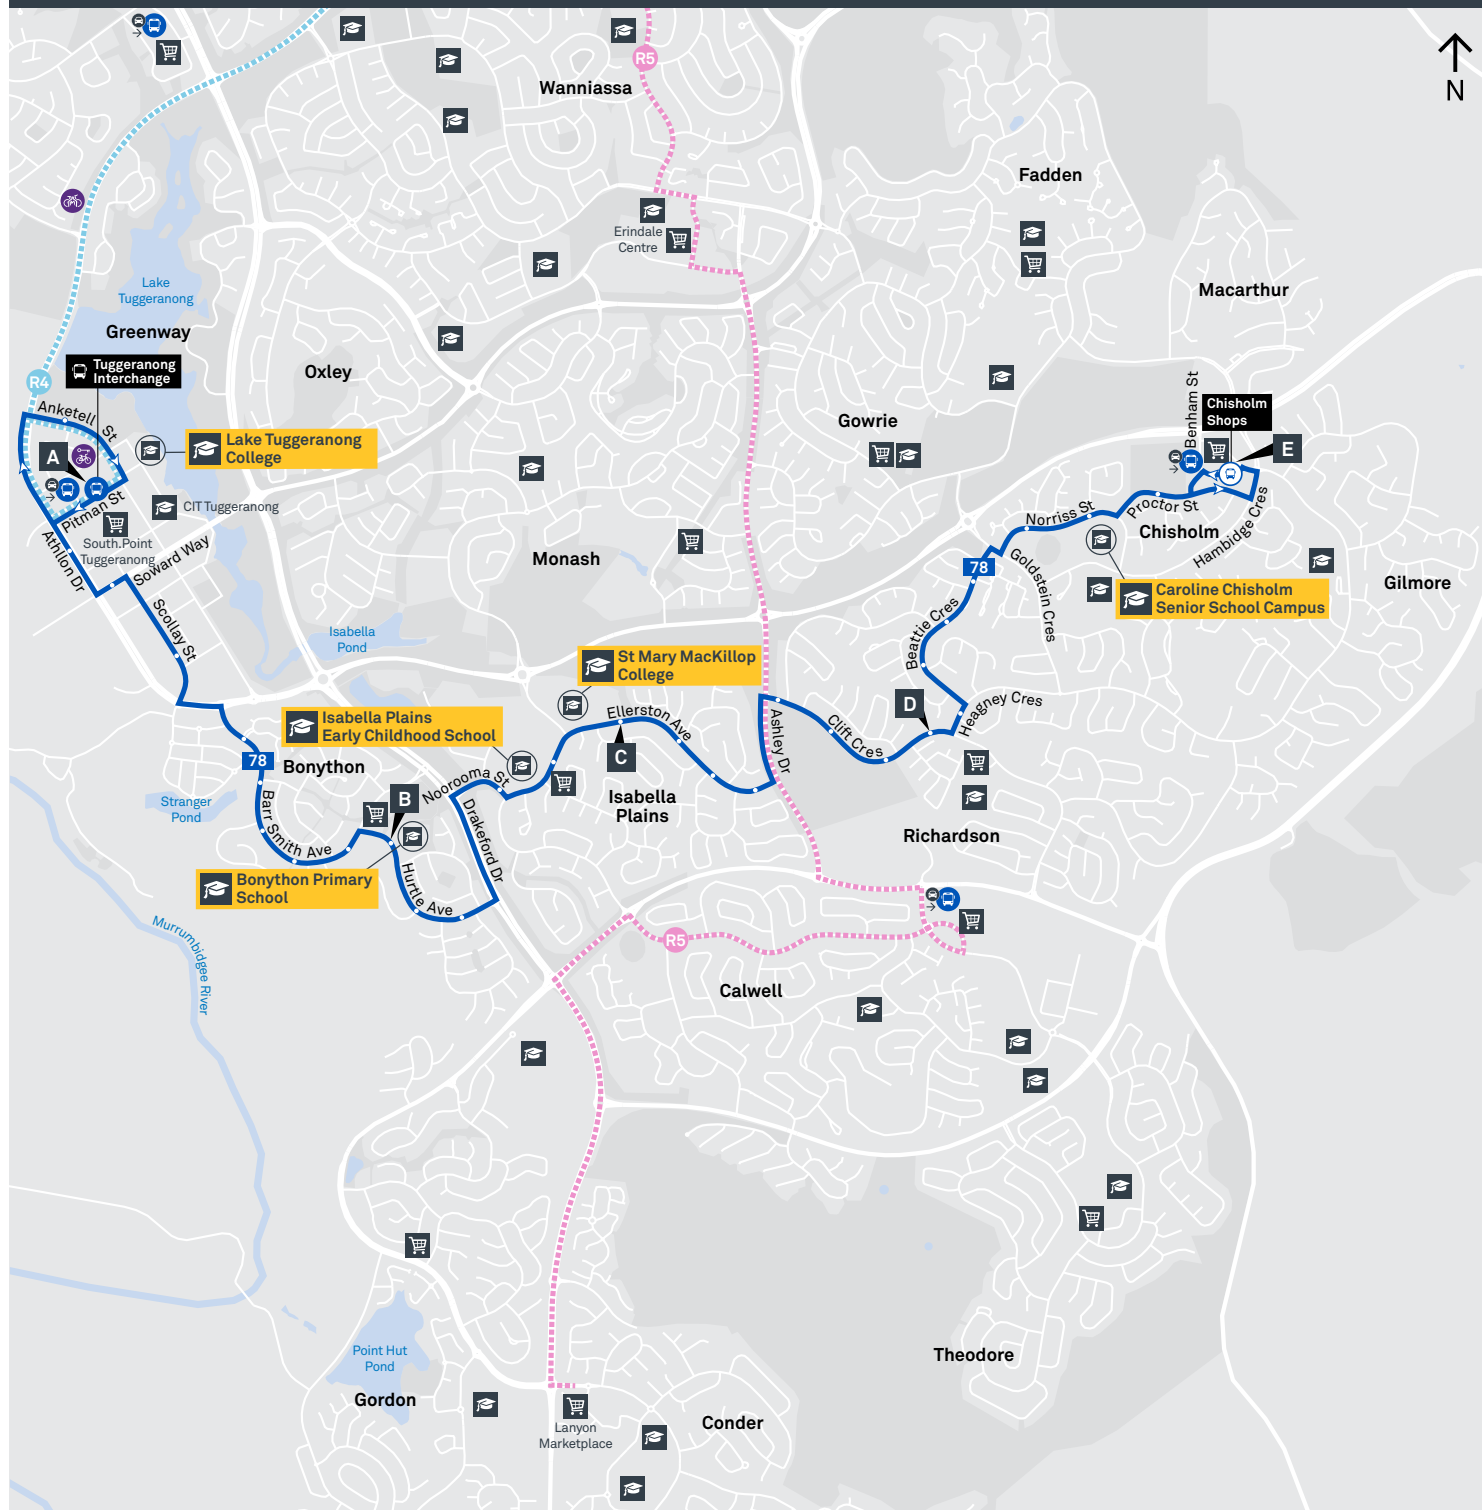 R5
Wanniassa
N
Fadden
Erindale
Centre
Lake
Tuggeranong
Macarthur
Greenway
Tuggeranong
Interchange
Oxley
R4
Benham St
Chisholm
Shops
Anketell St
Gowrie
Lake Tuggeranong
College
A
E
Pitman St
CIT Tuggeranong
South.Point
Tuggeranong
Athllon Dr
Soward Way
Norriss St
Proctor St
Chisholm
Hambidge Cres
Monash
78
Goldstein Cres
Gilmore
Caroline Chisholm
Senior School Campus
Scollay St
Isabella
Pond
Beattie Cres
St Mary MacKillop
College
D
Heagney Cres
Isabella Plains
Early Childhood School
Ellerston Ave
Ashley Dr
Clift Cres
C
78
Bonython
Noorooma St
B
Isabella
Plains
Stranger
Pond
Barr Smith Ave
Drakeford Dr
Richardson
Bonython Primary
School
Hurtle Ave
Murrumbidgee River
R5
Calwell
Theodore
Point Hut
Pond
Gordon
Lanyon
Marketplace
Conder